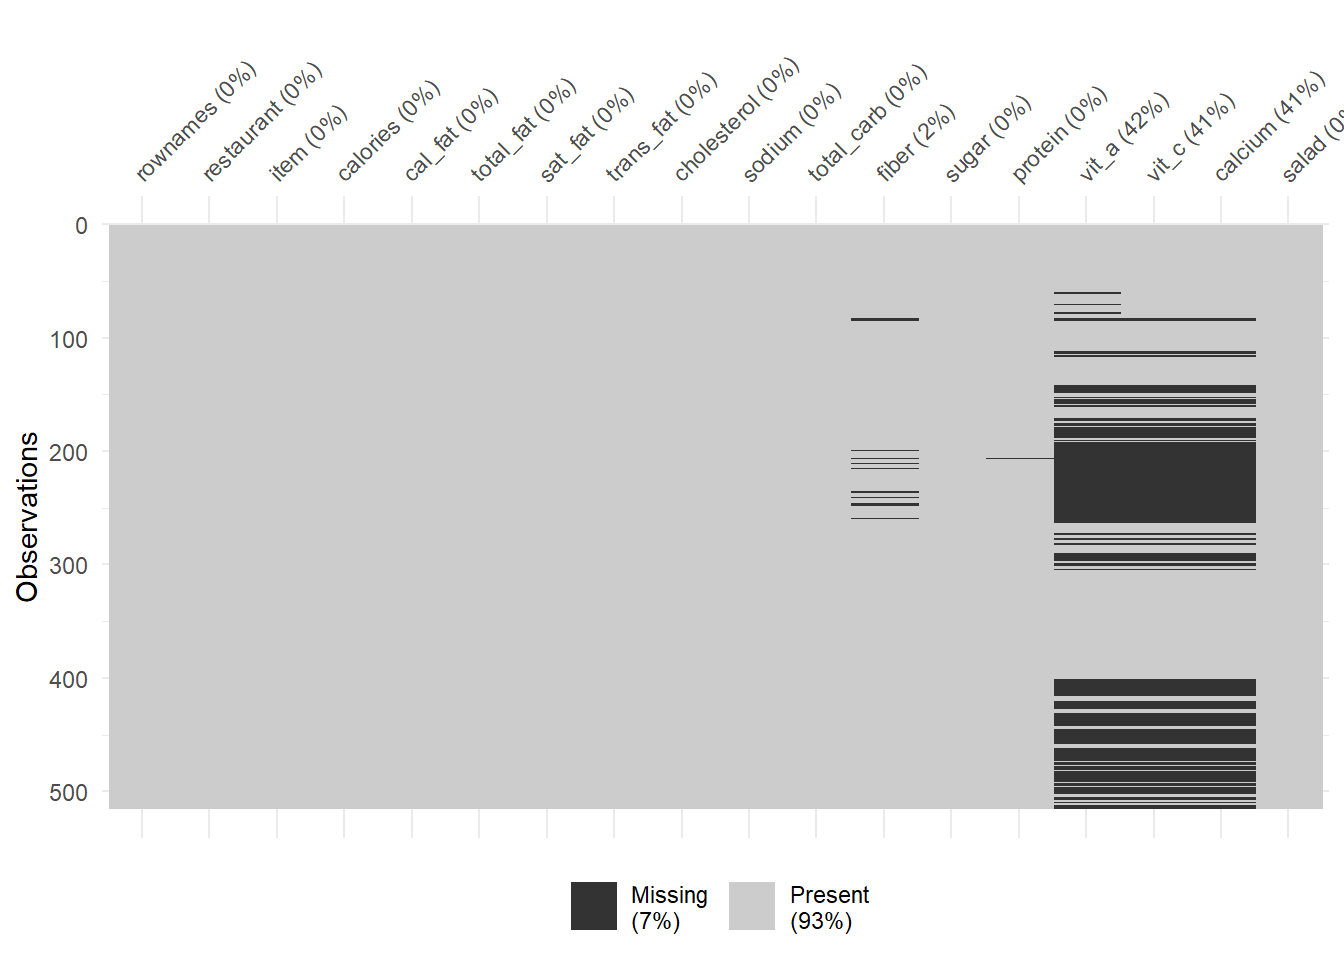 rownames (0%)
restaurant (0%)
item (0%)
calories (0%)
cal_fat (0%)
total_fat (0%)
sat_fat (0%)
trans_fat (0%)
cholesterol (0%)
sodium (0%)
total_carb (0%)
fiber (2%)
sugar (0%)
protein (0%)
vit_a (42%)
vit_c (41%)
calcium (41%)
salad (0%
0
100
200
300
400
500
Observations
Missing
(7%)
Present
(93%)